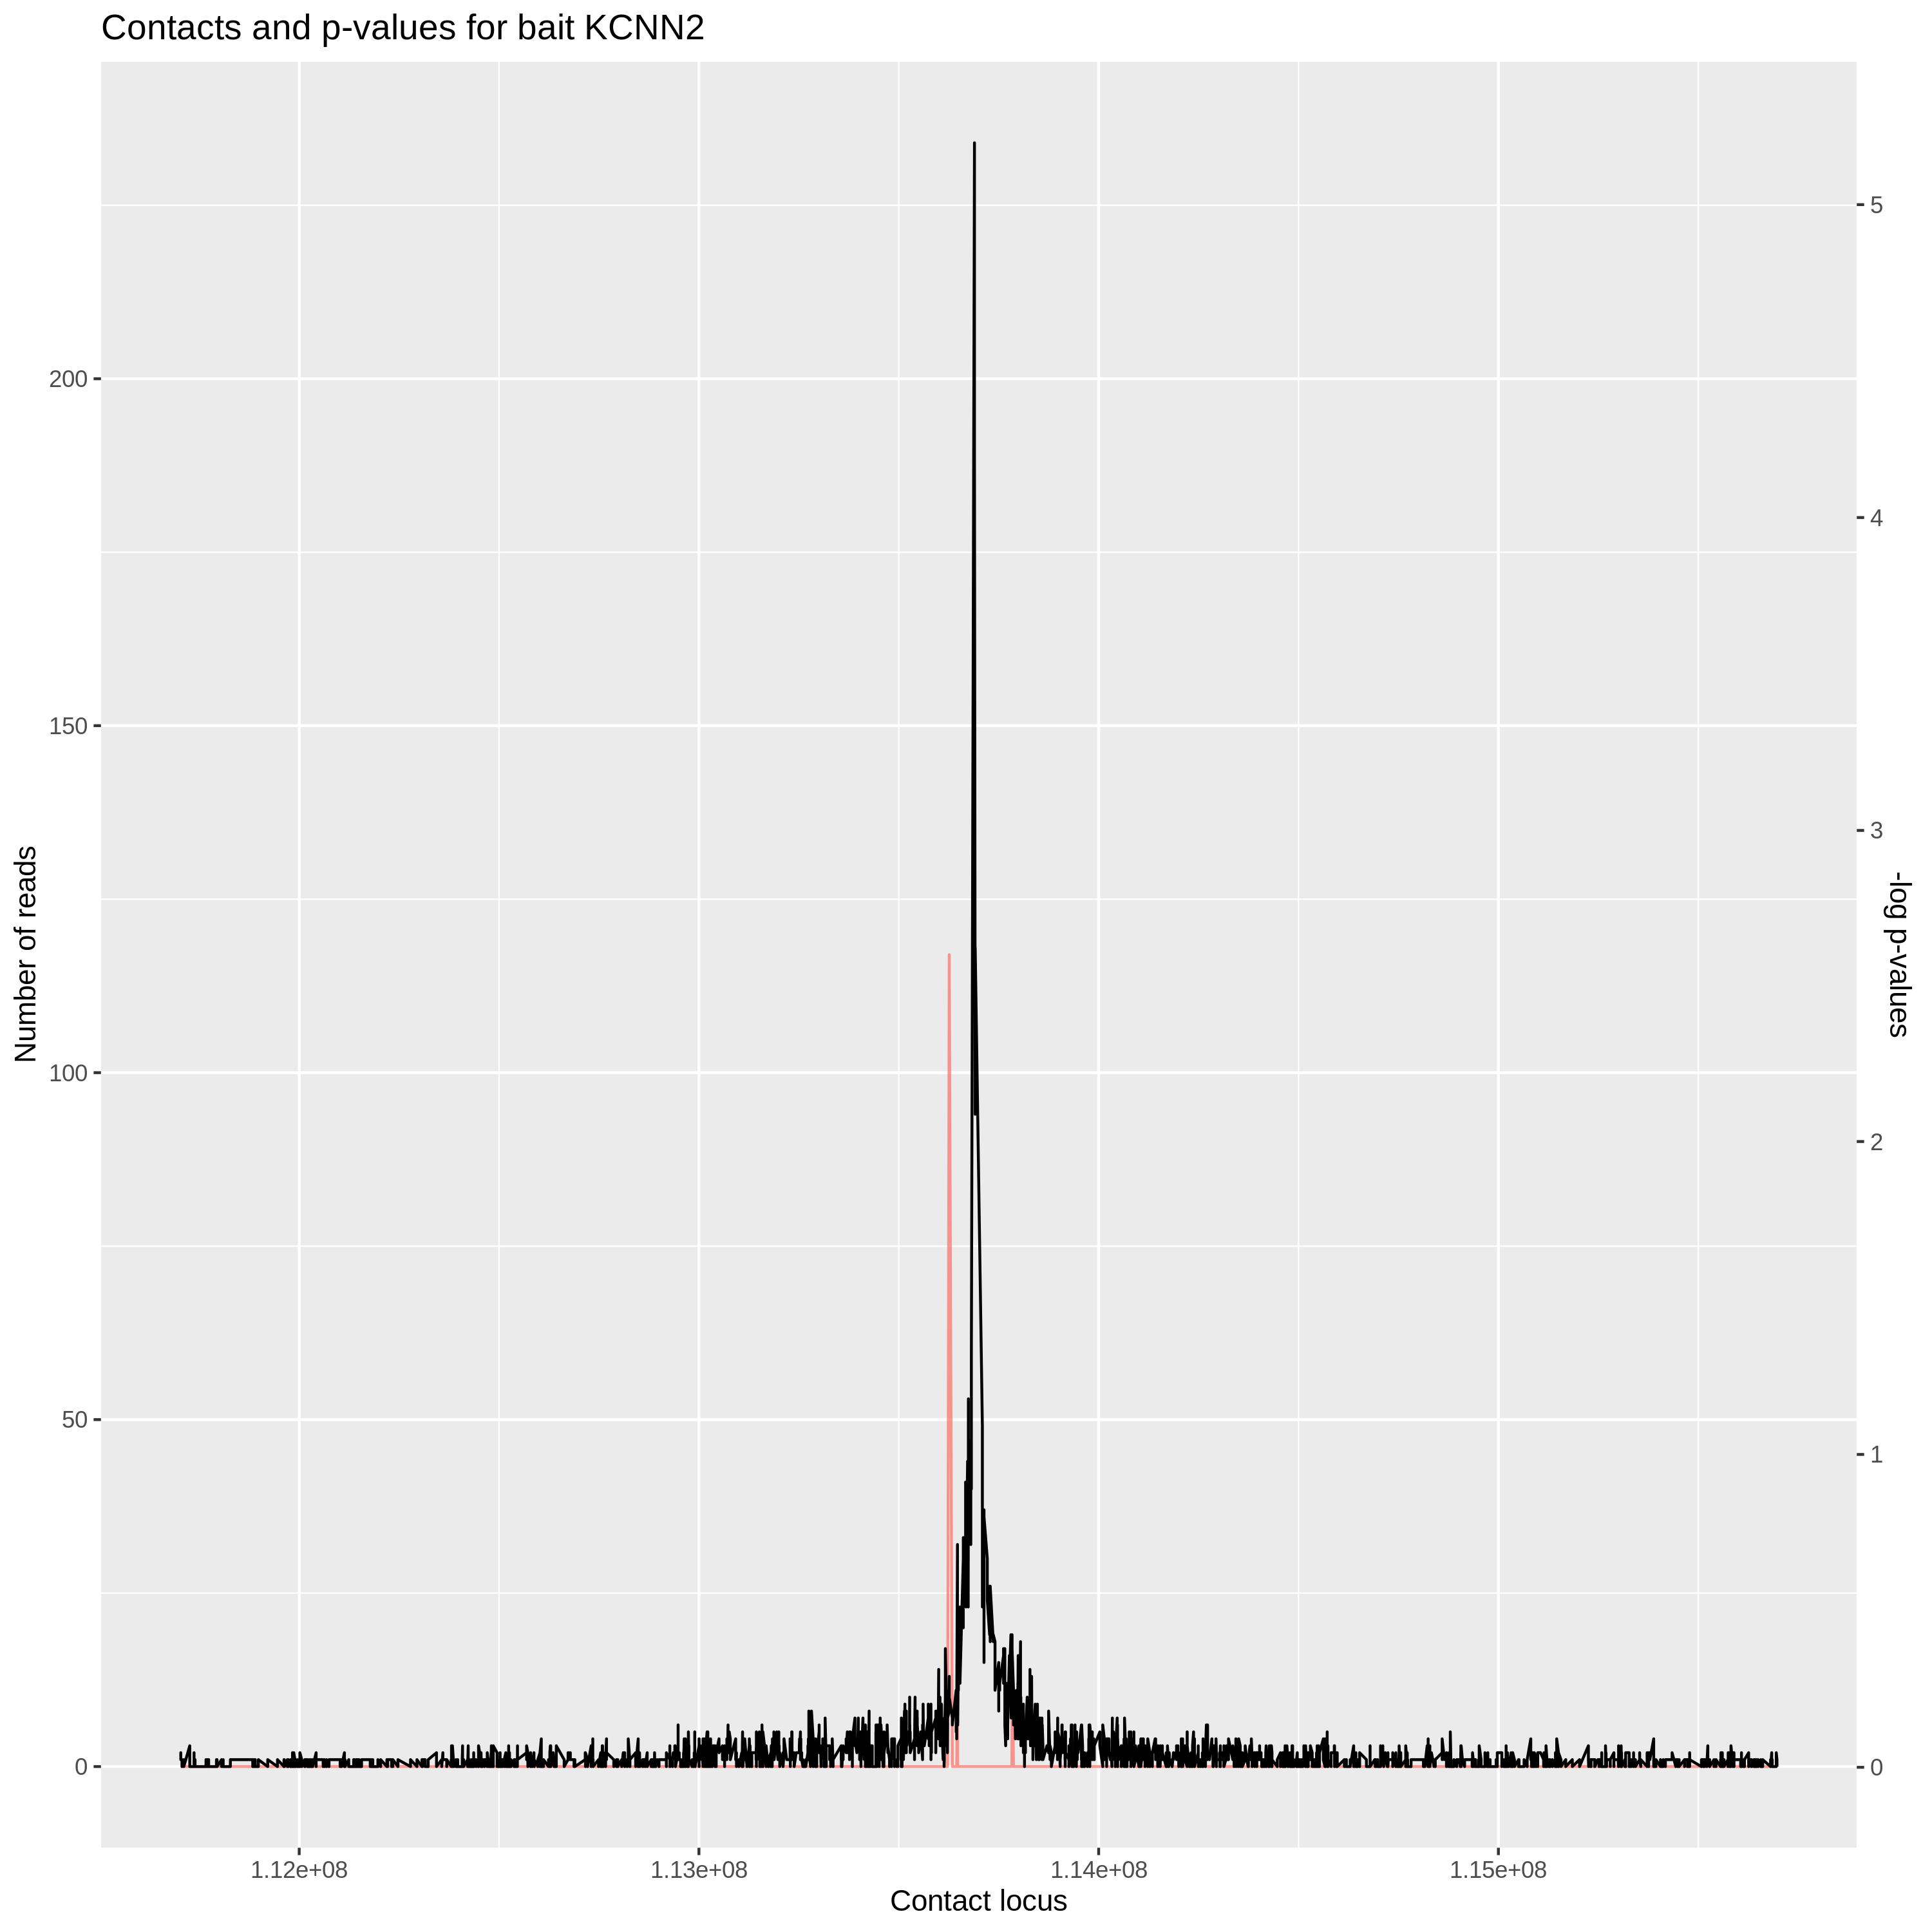 Contacts and p-values for bait KCNN2
Number of reads
200
150
100
50
0
5
4
3
2
1
0
-log p-values
1.12e+08
1.13e+08
1.14e+08
1.15e+08
Contact locus